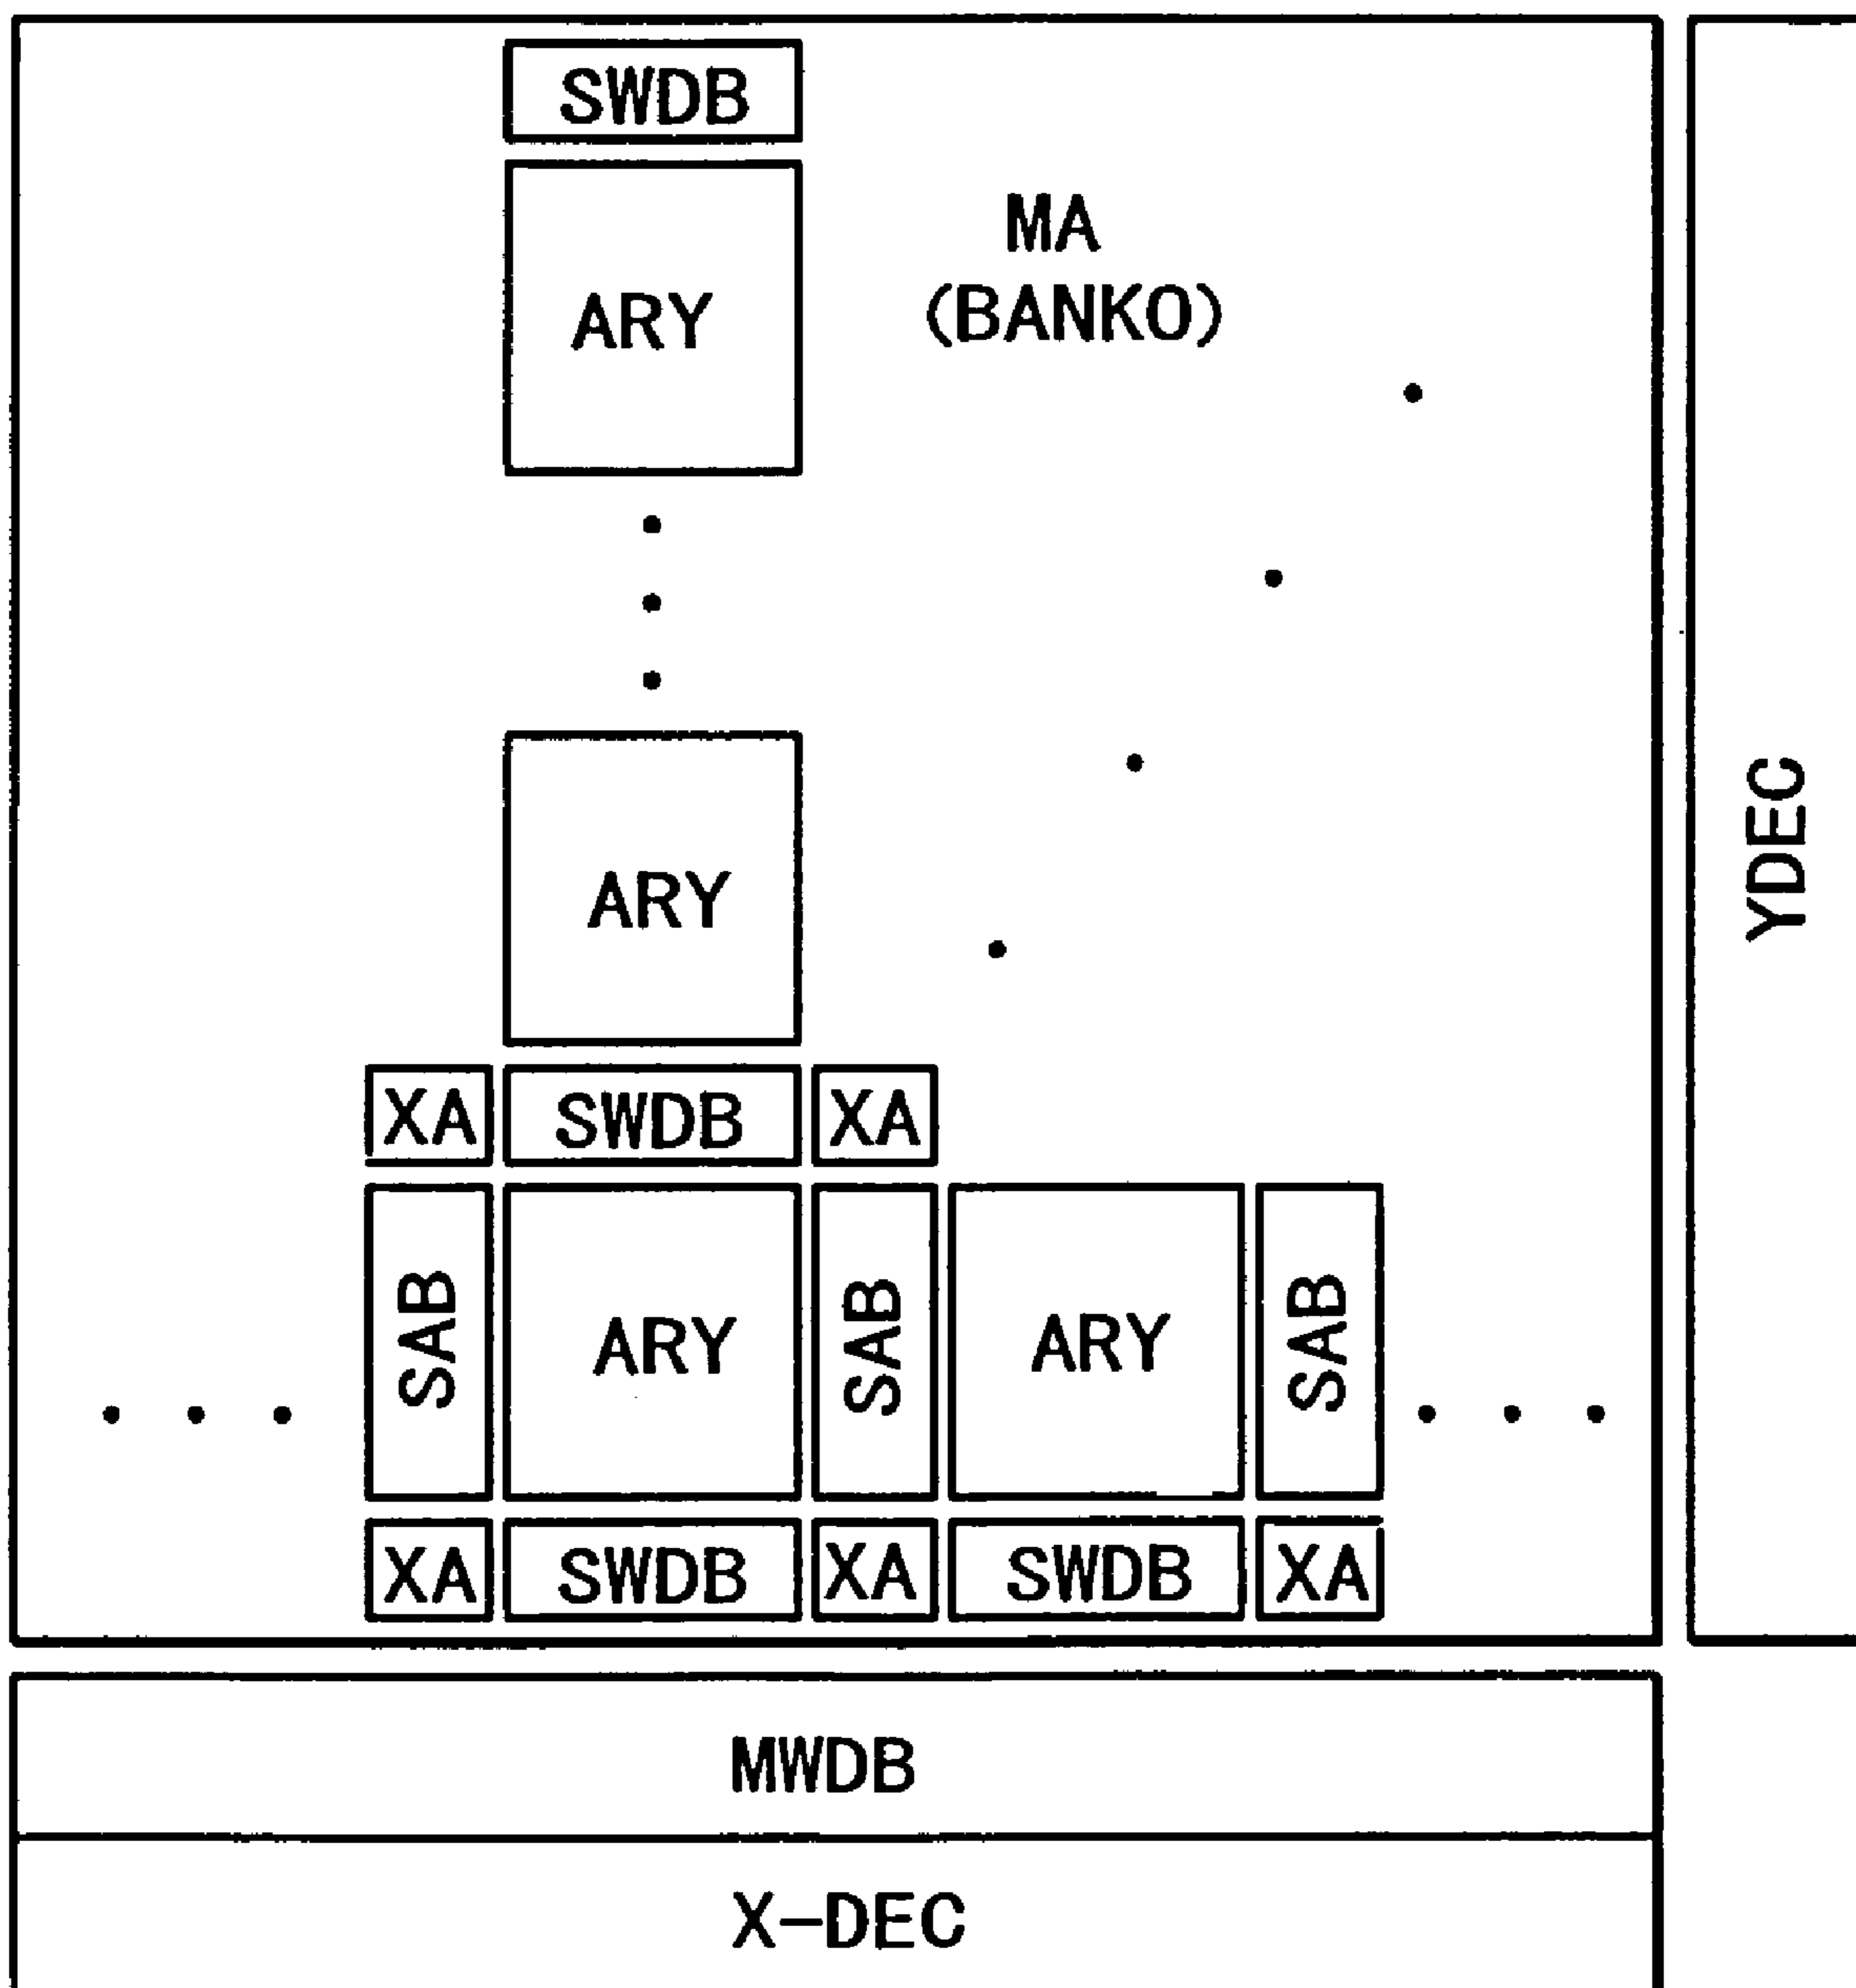 SWDB
ARY
MA
(BANK0)
ARY
YDEC
XA SWDB XA
SAB ARY SAB ARY SAB
XA SWDB XA SWDB XA
MWDB
X-DEC